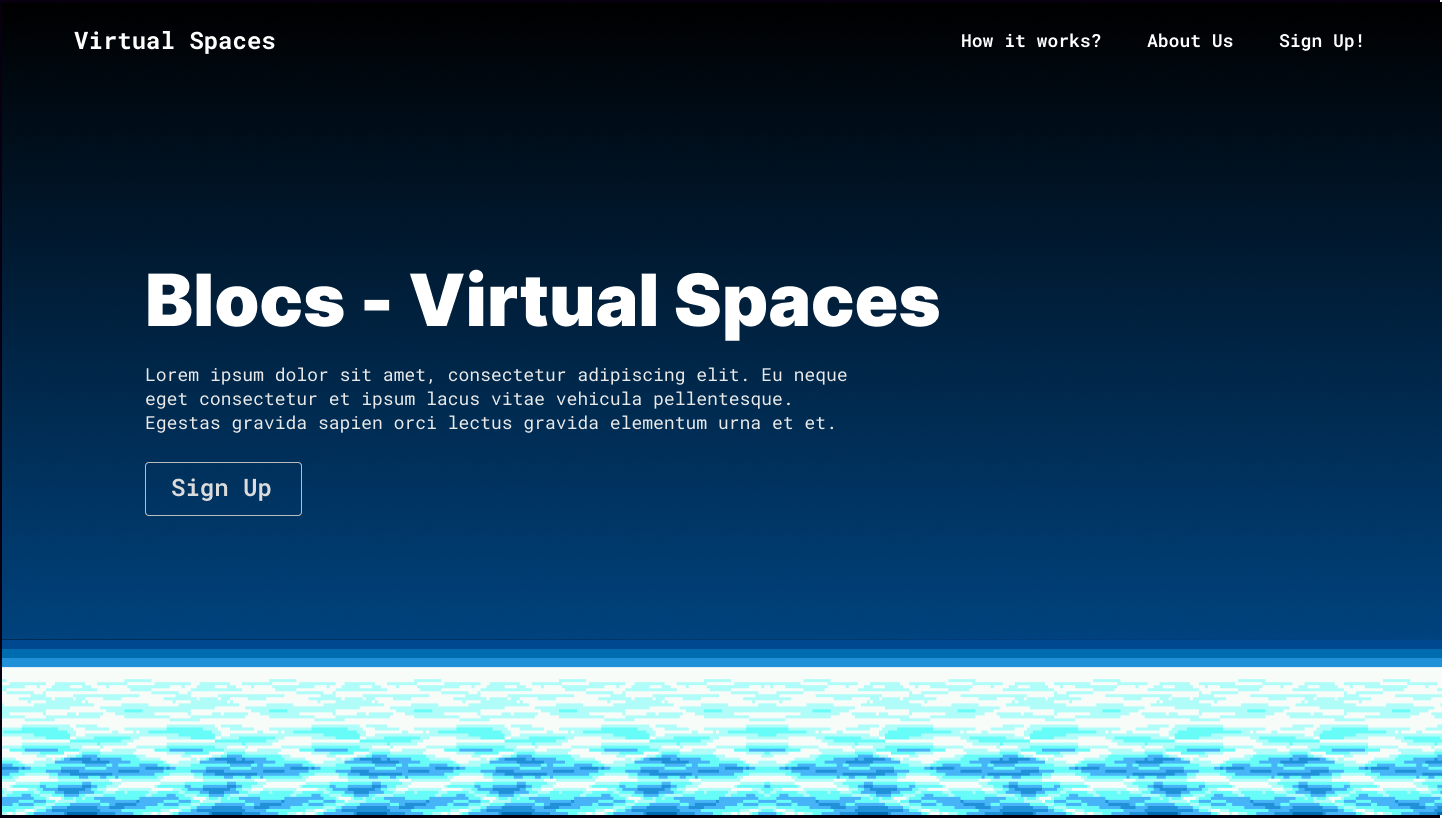 Virtual Spaces
How it works? About Us Sign Up!
Blocs - Virtual Spaces
Lorem ipsum dolor sit amet, consectetur adipiscing elit. Eu neque
eget consectetur et ipsum lacus vitae vehicula pellentesque.
Egestas gravida sapien orci lectus gravida elementum urna et et.
Sign Up